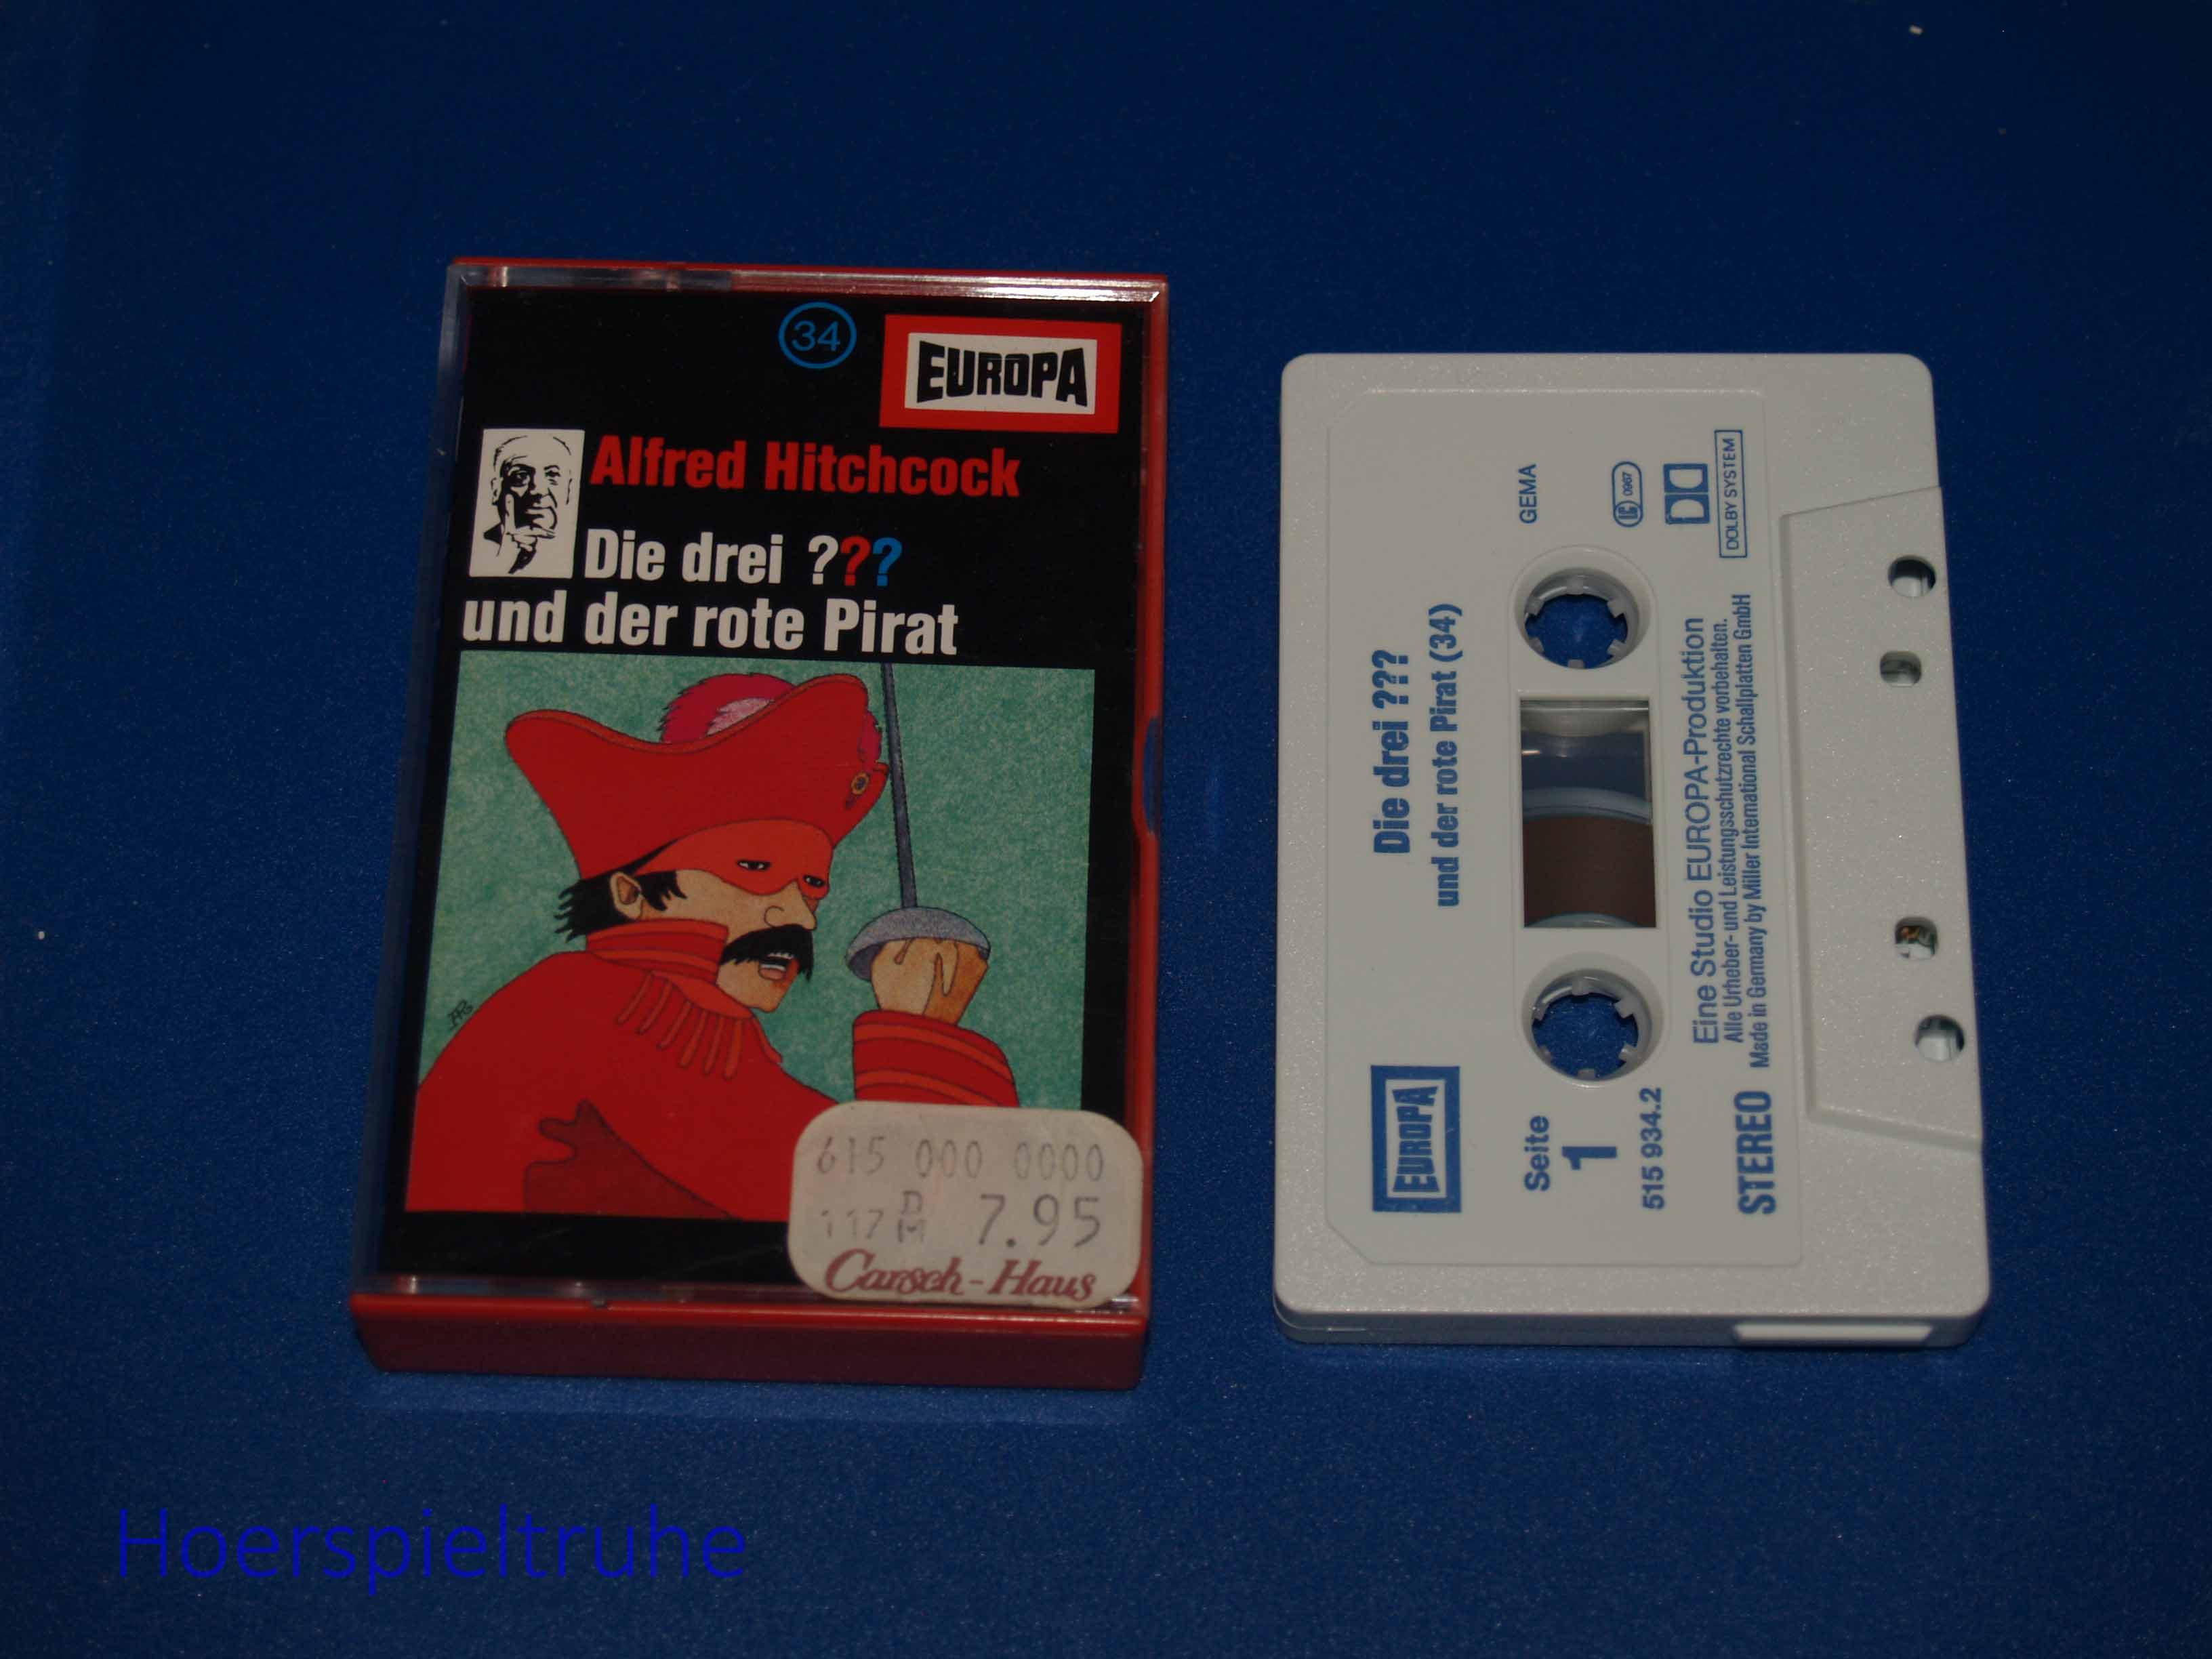 34
EUROPA
Alfred Hitchcock
Die drei ???
und der rote Pirat
615 000 0000
117 DM 7.95
Carsch-Haus
Die drei ???
und der rote Pirat (34)
GEMA
LC 0967
DOLBY SYSTEM
EUROPA
Seite
1
515 934.2
STEREO
Eine Studio EUROPA-Produktion
Alle Urheber- und Leistungsschutzrechte vorbehalten.
Made in Germany by Miller International Schallplatten GmbH
Hoerspieltruhe